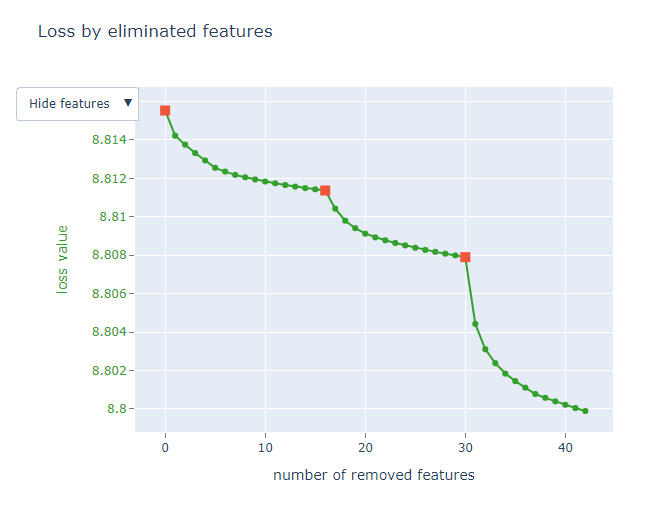 Loss by eliminated features
Hide features ▼
8.814
8.812
8.81
8.808
8.806
8.804
8.802
8.8
loss value
0 10 20 30 40
number of removed features